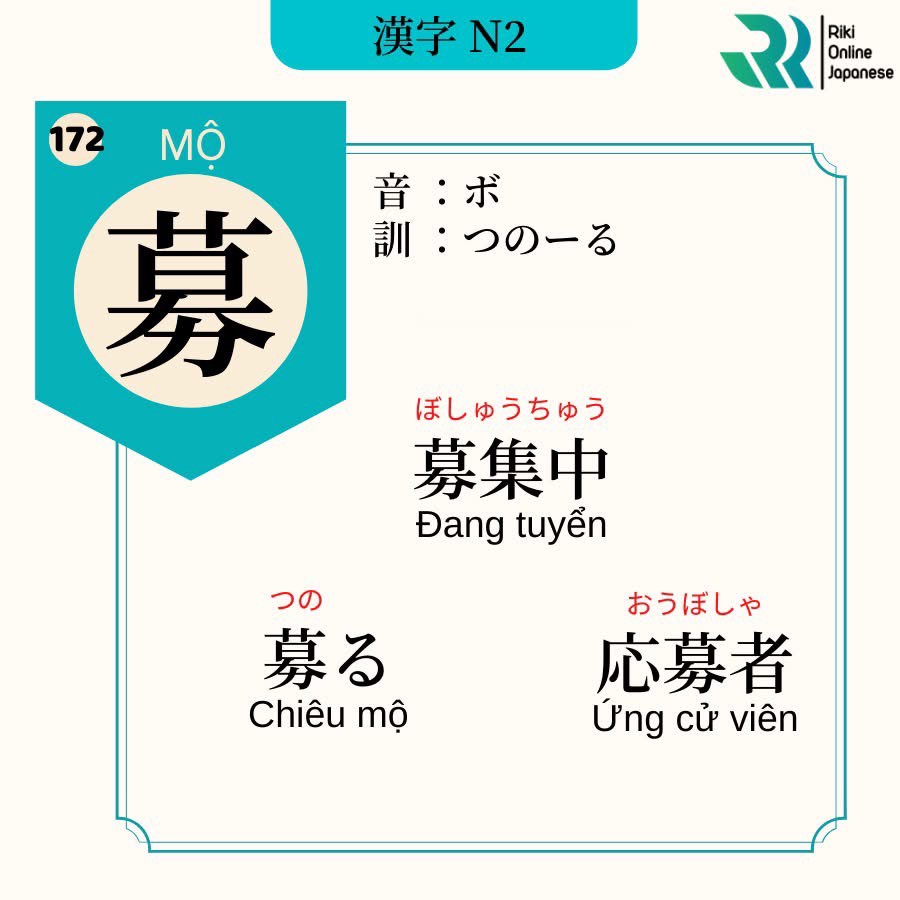 漢字 N2
Riki
Online
Japanese
172
MỘ
募
音 ：ボ
訓 ：つのーる
ぼしゅうちゅう
募集中
Đang tuyển
つの
募る
Chiêu mộ
おうぼしゃ
応募者
Ứng cử viên